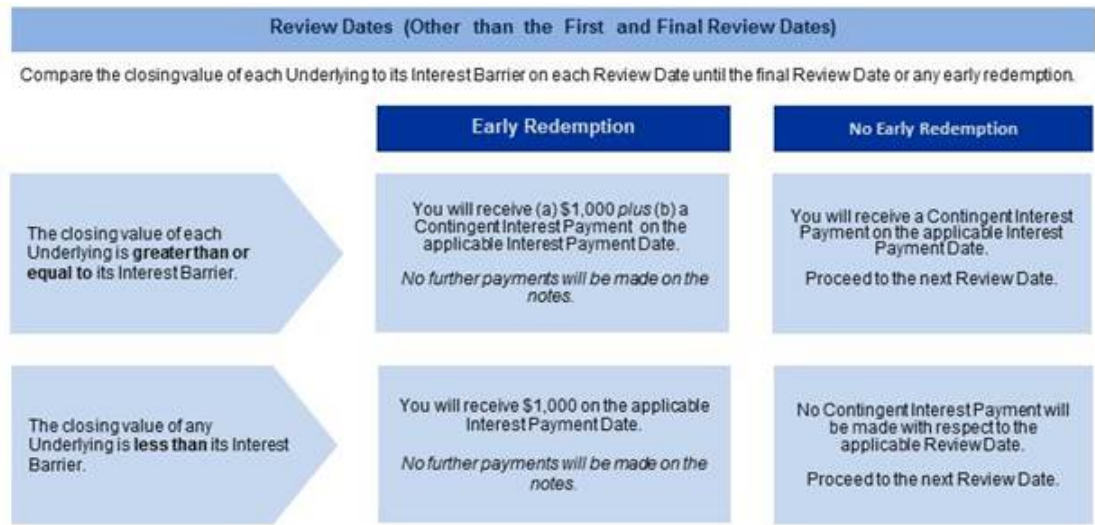 Review Dates (Other than the First and Final Review Dates)
Compare the closing value of each Underlying to its Interest Barrier on each Review Date until the final Review Date or any early redemption.
Early Redemption
No Early Redemption
The closing value of each
Underlying is greater than or
equal to its Interest Barrier.
You will receive (a) $1,000 plus (b) a
Contingent Interest Payment on the
applicable Interest Payment Date.
No further payments will be made on the
notes.
You will receive a Contingent Interest
Payment on the applicable Interest
Payment Date.
Proceed to the next Review Date.
The closing value of any
Underlying is less than its Interest
Barrier.
You will receive $1,000 on the applicable
Interest Payment Date.
No further payments will be made on the
notes.
No Contingent Interest Payment will
be made with respect to the
applicable Review Date.
Proceed to the next Review Date.